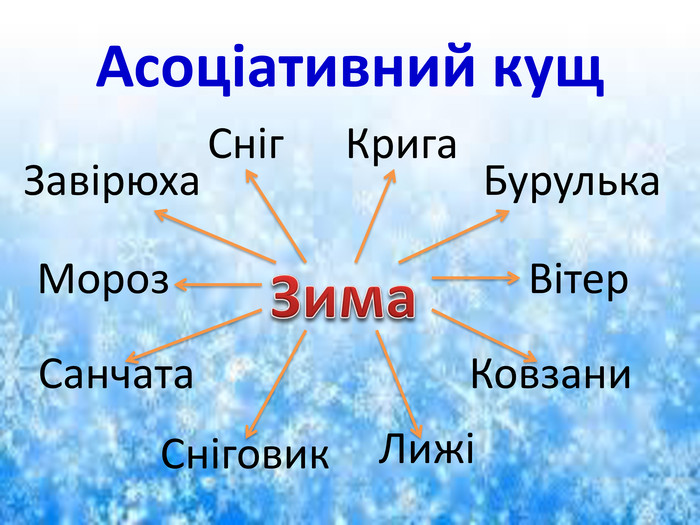 Асоціативний кущ
Сніг
Крига
Завірюха
Бурулька
Мороз
Зима
Вітер
Санчата
Ковзани
Сніговик
Лижі